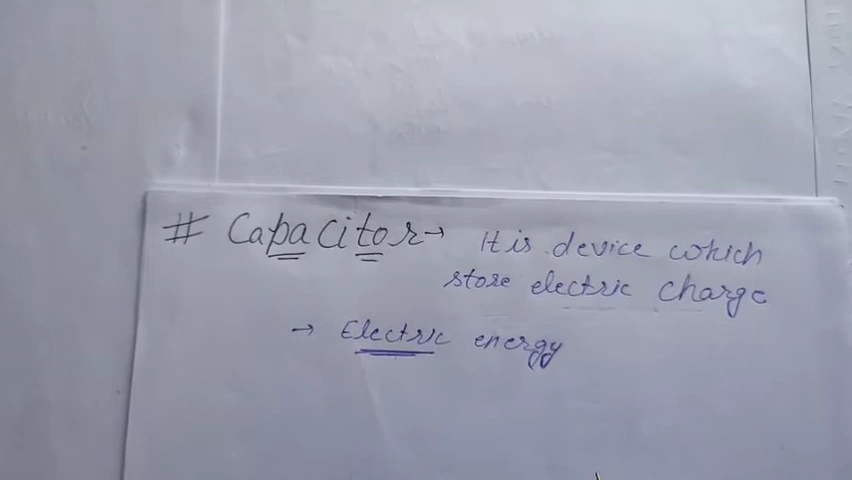 # Capacitor → It is device which
store electric charge
→ Electric energy